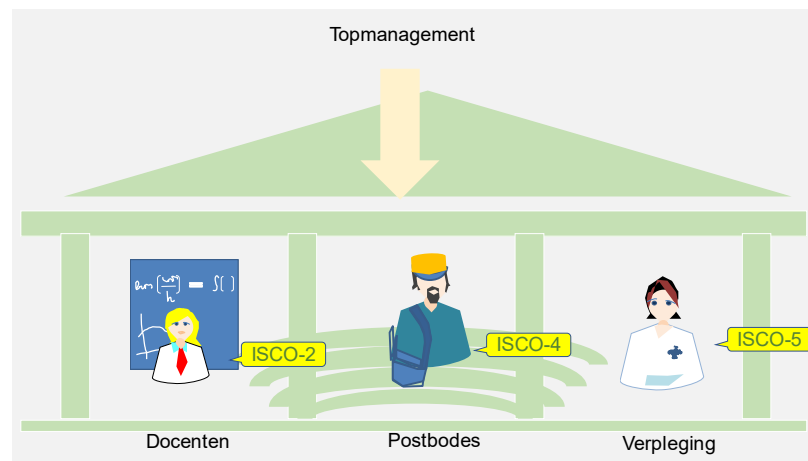 Topmanagement
ISCO-2
ISCO-4
ISCO-5
Docenten
Postbodes
Verpleging